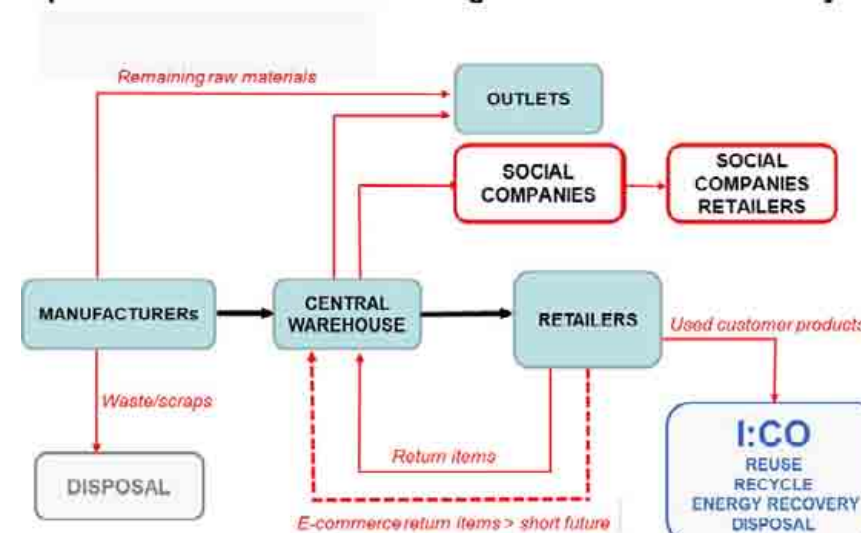 Remaining raw materials
OUTLETS
SOCIAL
COMPANIES
SOCIAL
COMPANIES
RETAILERS
MANUFACTURERs
CENTRAL
WAREHOUSE
RETAILERS
Used customer products
Waste/scraps
DISPOSAL
Return items
E-commerce return items > short future
I:CO
REUSE
RECYCLE
ENERGY RECOVERY
DISPOSAL